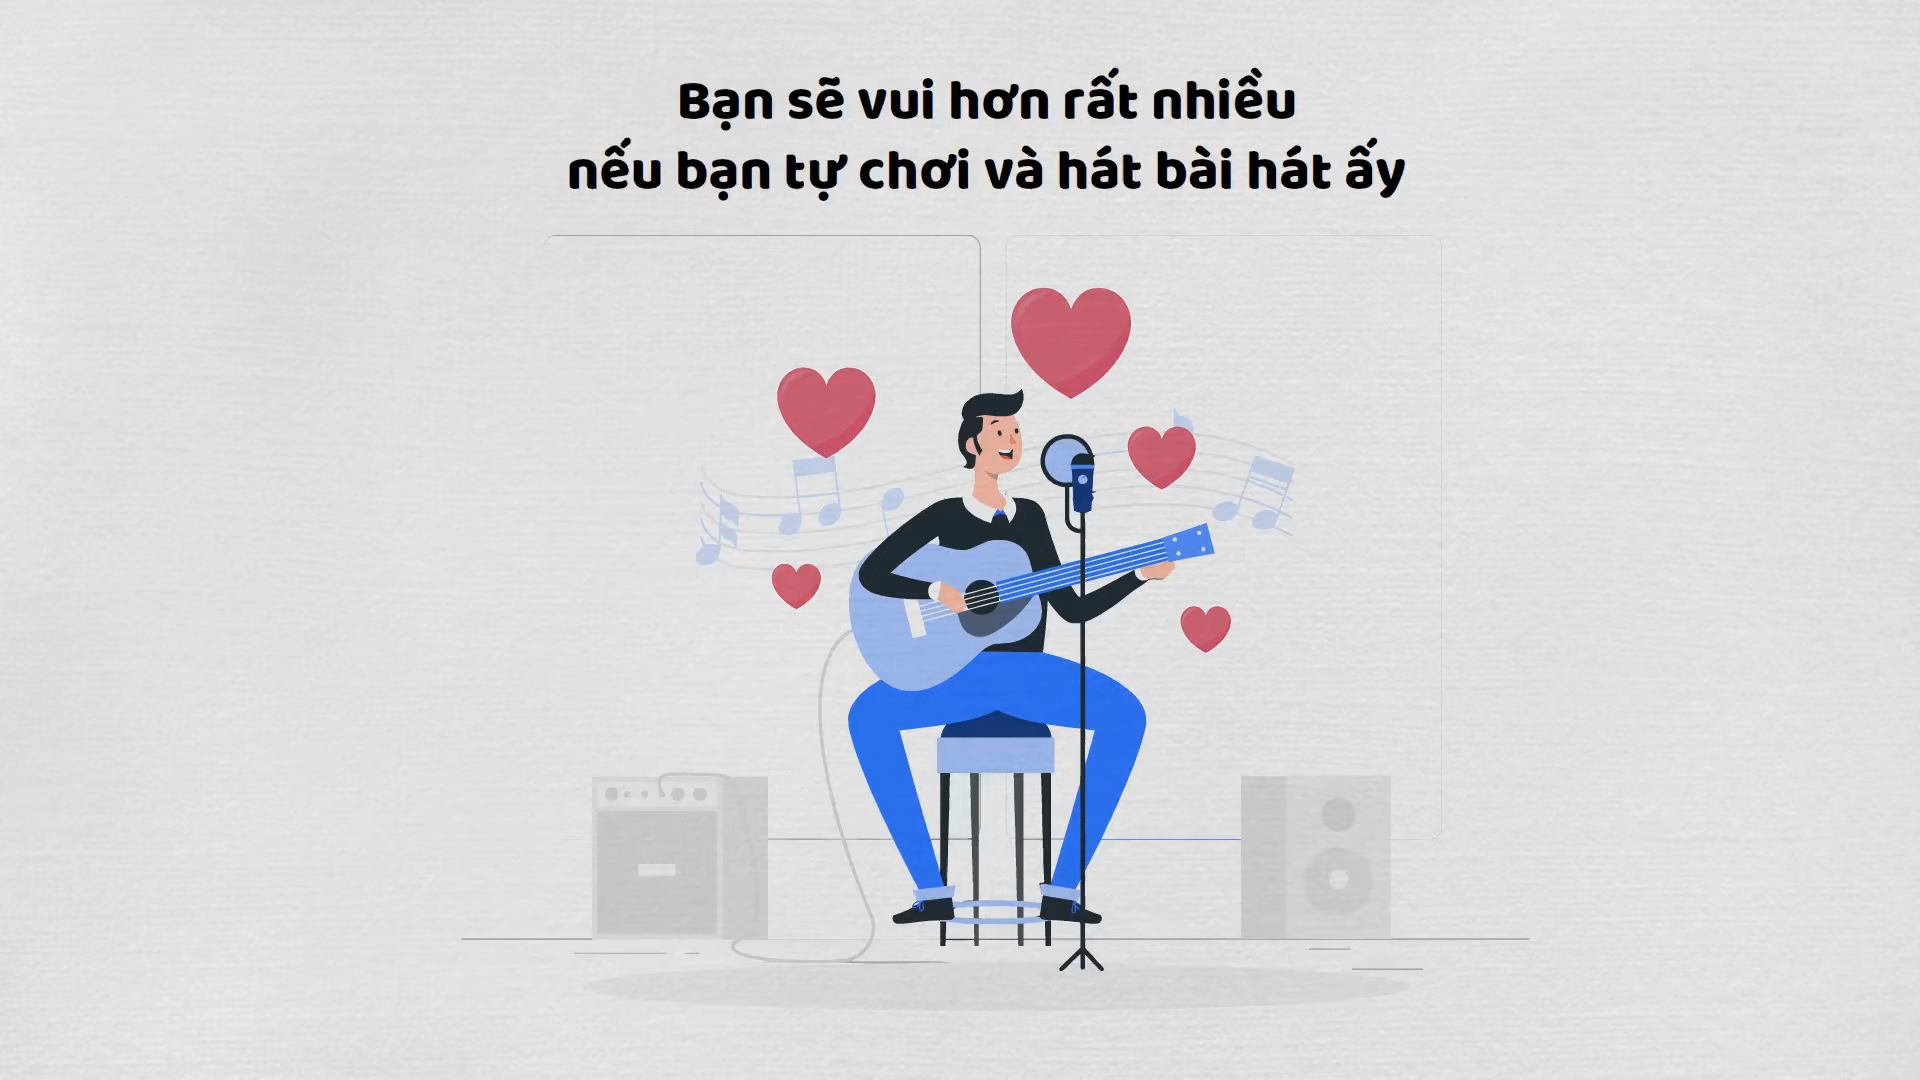 Bạn sẽ vui hơn rất nhiều
nếu bạn tự chơi và hát bài hát ấy